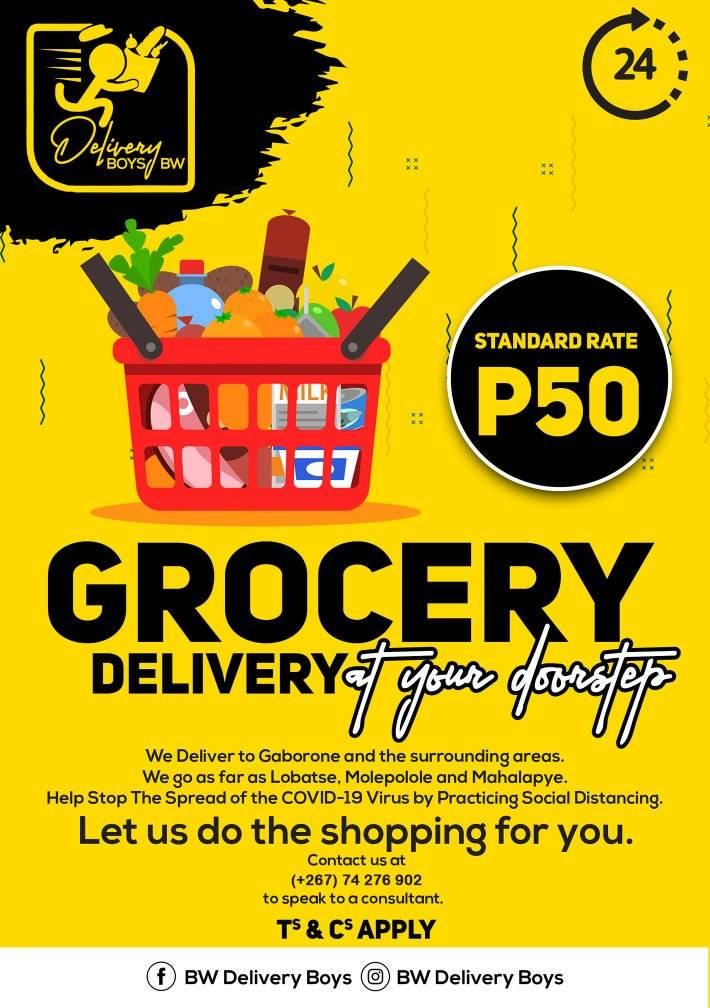 Delivery
BOYS BW
24
MILK
STANDARD RATE
P50
GROCERY
DELIVERY at your doorstep
We Deliver to Gaborone and the surrounding areas.
We go as far as Lobatse, Molepolole and Mahalapye.
Help Stop The Spread of the COVID-19 Virus by Practicing Social Distancing.
Let us do the shopping for you.
Contact us at
(+267) 74 276 902
to speak to a consultant.
Tˢ & Cˢ APPLY
BW Delivery Boys BW Delivery Boys